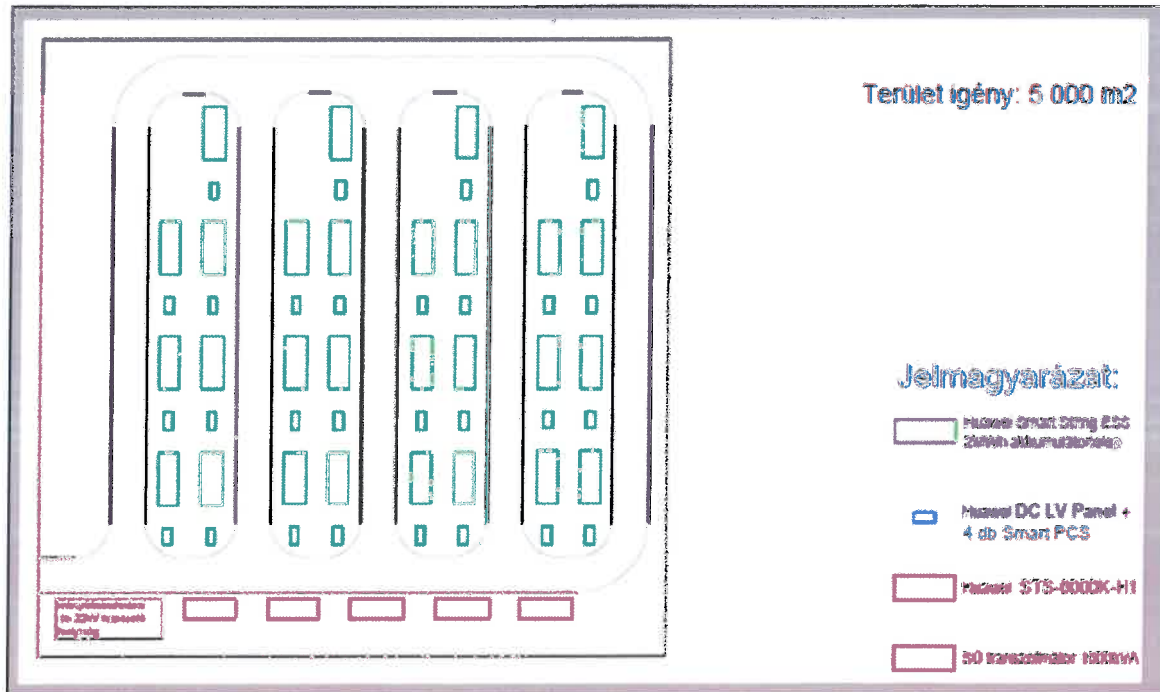 Terület igény: 5 000 m2
Jelmagyarázat:
Huawei Smart String ESS
2MWh akkumulátorok
Huawei DC LV Panel +
4 db Smart PCS
Huawei STS-6000K-H1
transzformátor